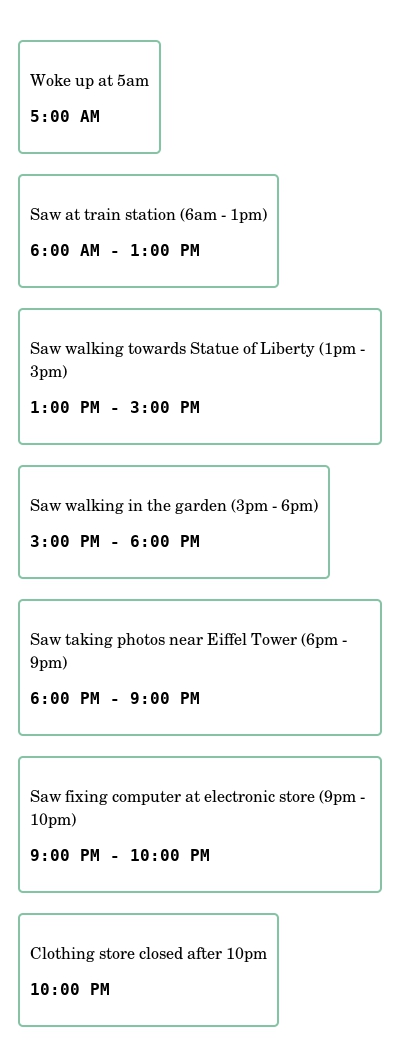 Woke up at 5am
5:00 AM
Saw at train station (6am - 1pm)
6:00 AM - 1:00 PM
Saw walking towards Statue of Liberty (1pm -
3pm)
1:00 PM - 3:00 PM
Saw walking in the garden (3pm - 6pm)
3:00 PM - 6:00 PM
Saw taking photos near Eiffel Tower (6pm -
9pm)
6:00 PM - 9:00 PM
Saw fixing computer at electronic store (9pm -
10pm)
9:00 PM - 10:00 PM
Clothing store closed after 10pm
10:00 PM